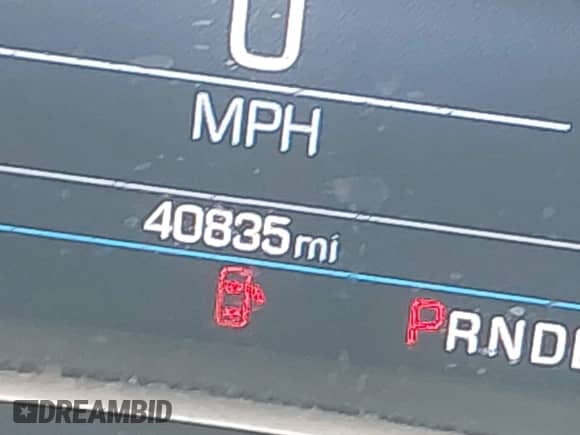 0
MPH
40835mi
PRND
DREAMBID